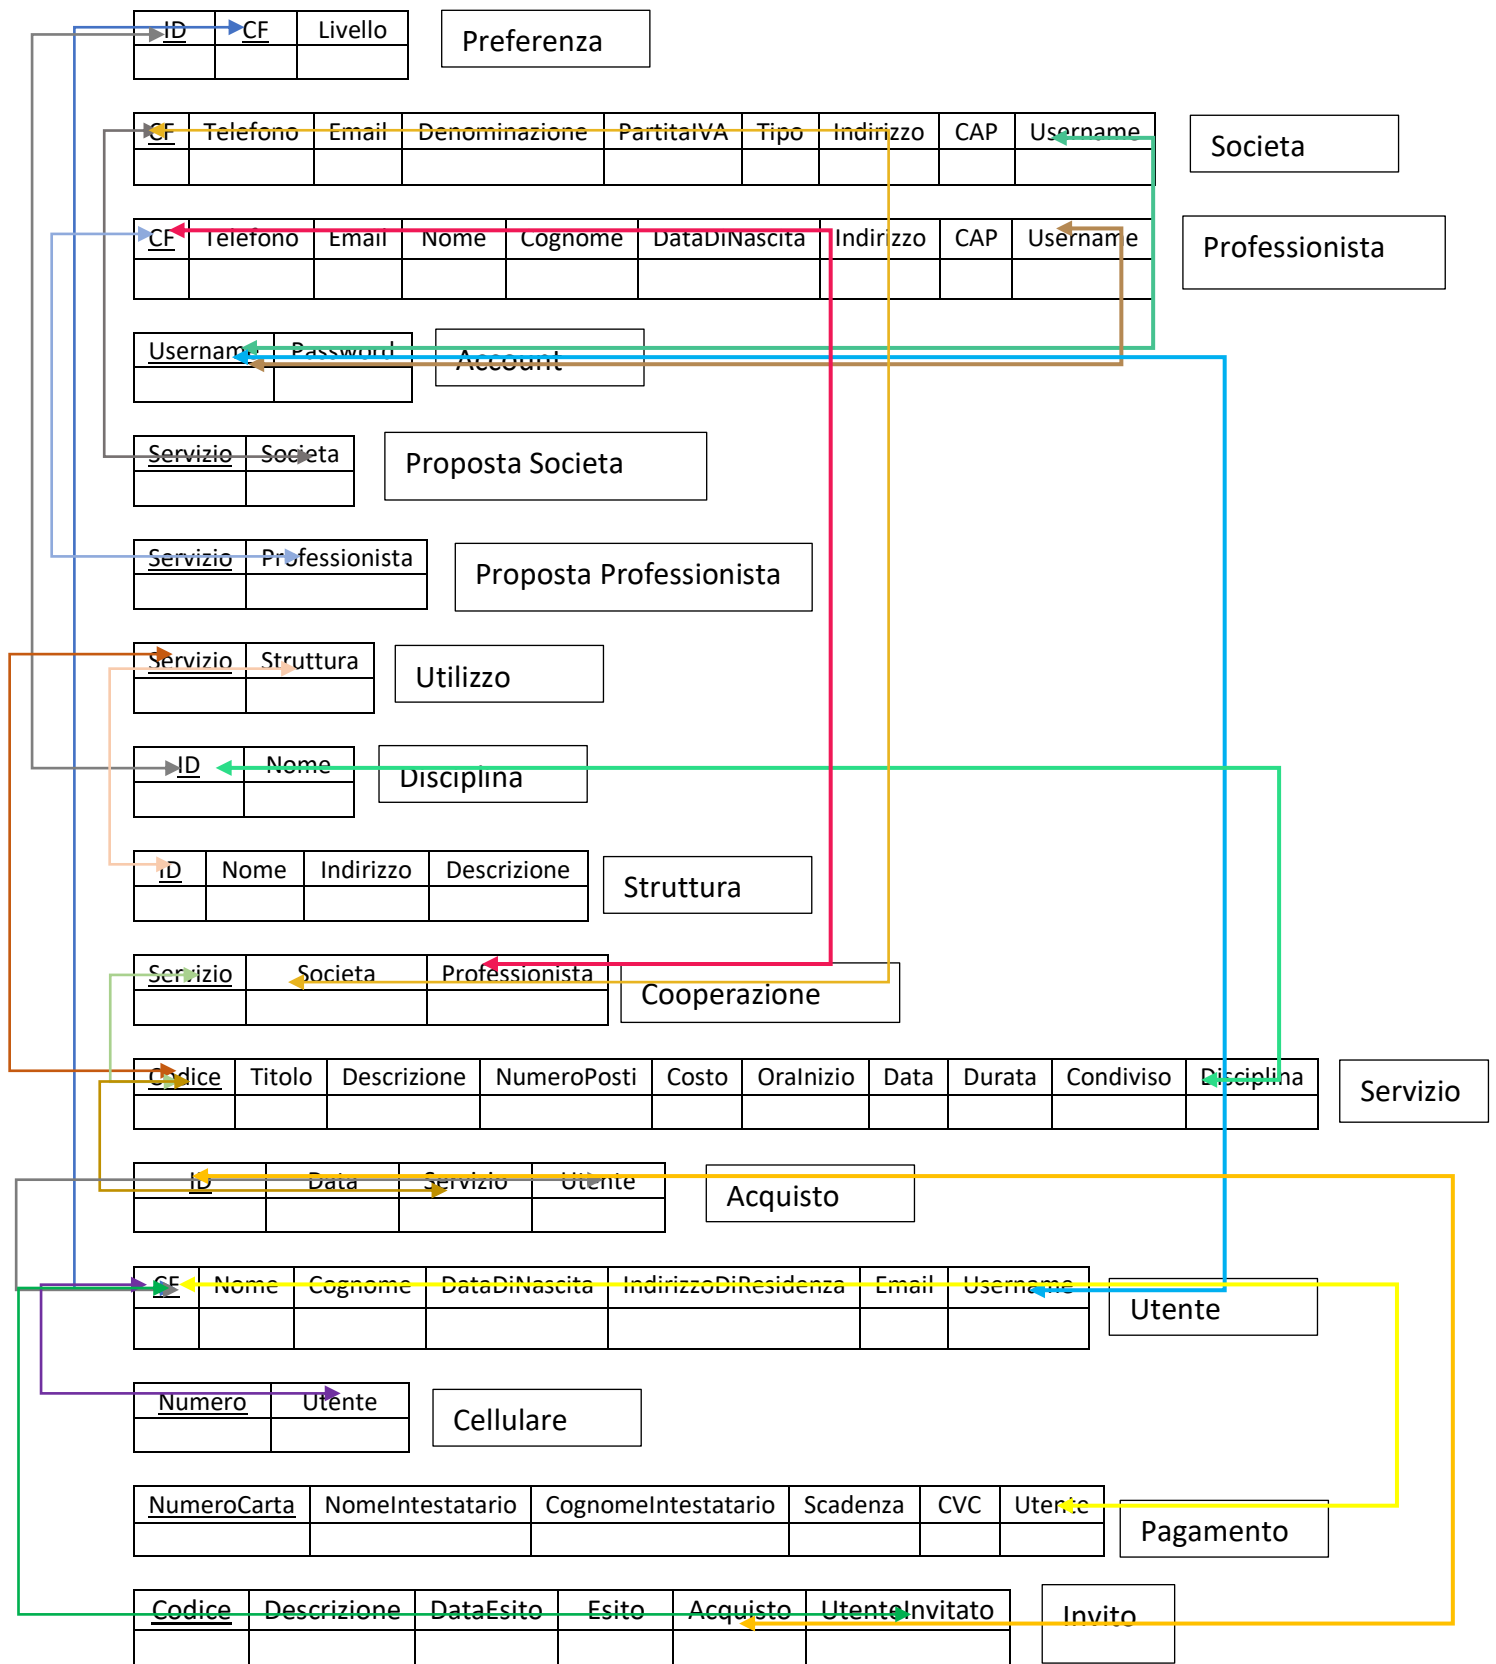 ID CF Livello
Preferenza
CF Telefono Email Denominazione PartitaIVA Tipo Indirizzo CAP Username
Societa
CF Telefono Email Nome Cognome DataDiNascita Indirizzo CAP Username
Professionista
Username Password
Account
Servizio Societa
Proposta Societa
Servizio Professionista
Proposta Professionista
Servizio Struttura
Utilizzo
ID Nome
Disciplina
ID Nome Indirizzo Descrizione
Struttura
Servizio Societa Professionista
Cooperazione
Codice Titolo Descrizione NumeroPosti Costo OraInizio Data Durata Condiviso Disciplina
Servizio
ID Data Servizio Utente
Acquisto
CF Nome Cognome DataDiNascita IndirizzoDiResidenza Email Username
Utente
Numero Utente
Cellulare
NumeroCarta NomeIntestatario CognomeIntestatario Scadenza CVC Utente
Pagamento
Codice Descrizione DataEsito Esito Acquisto UtenteInvitato
Invito